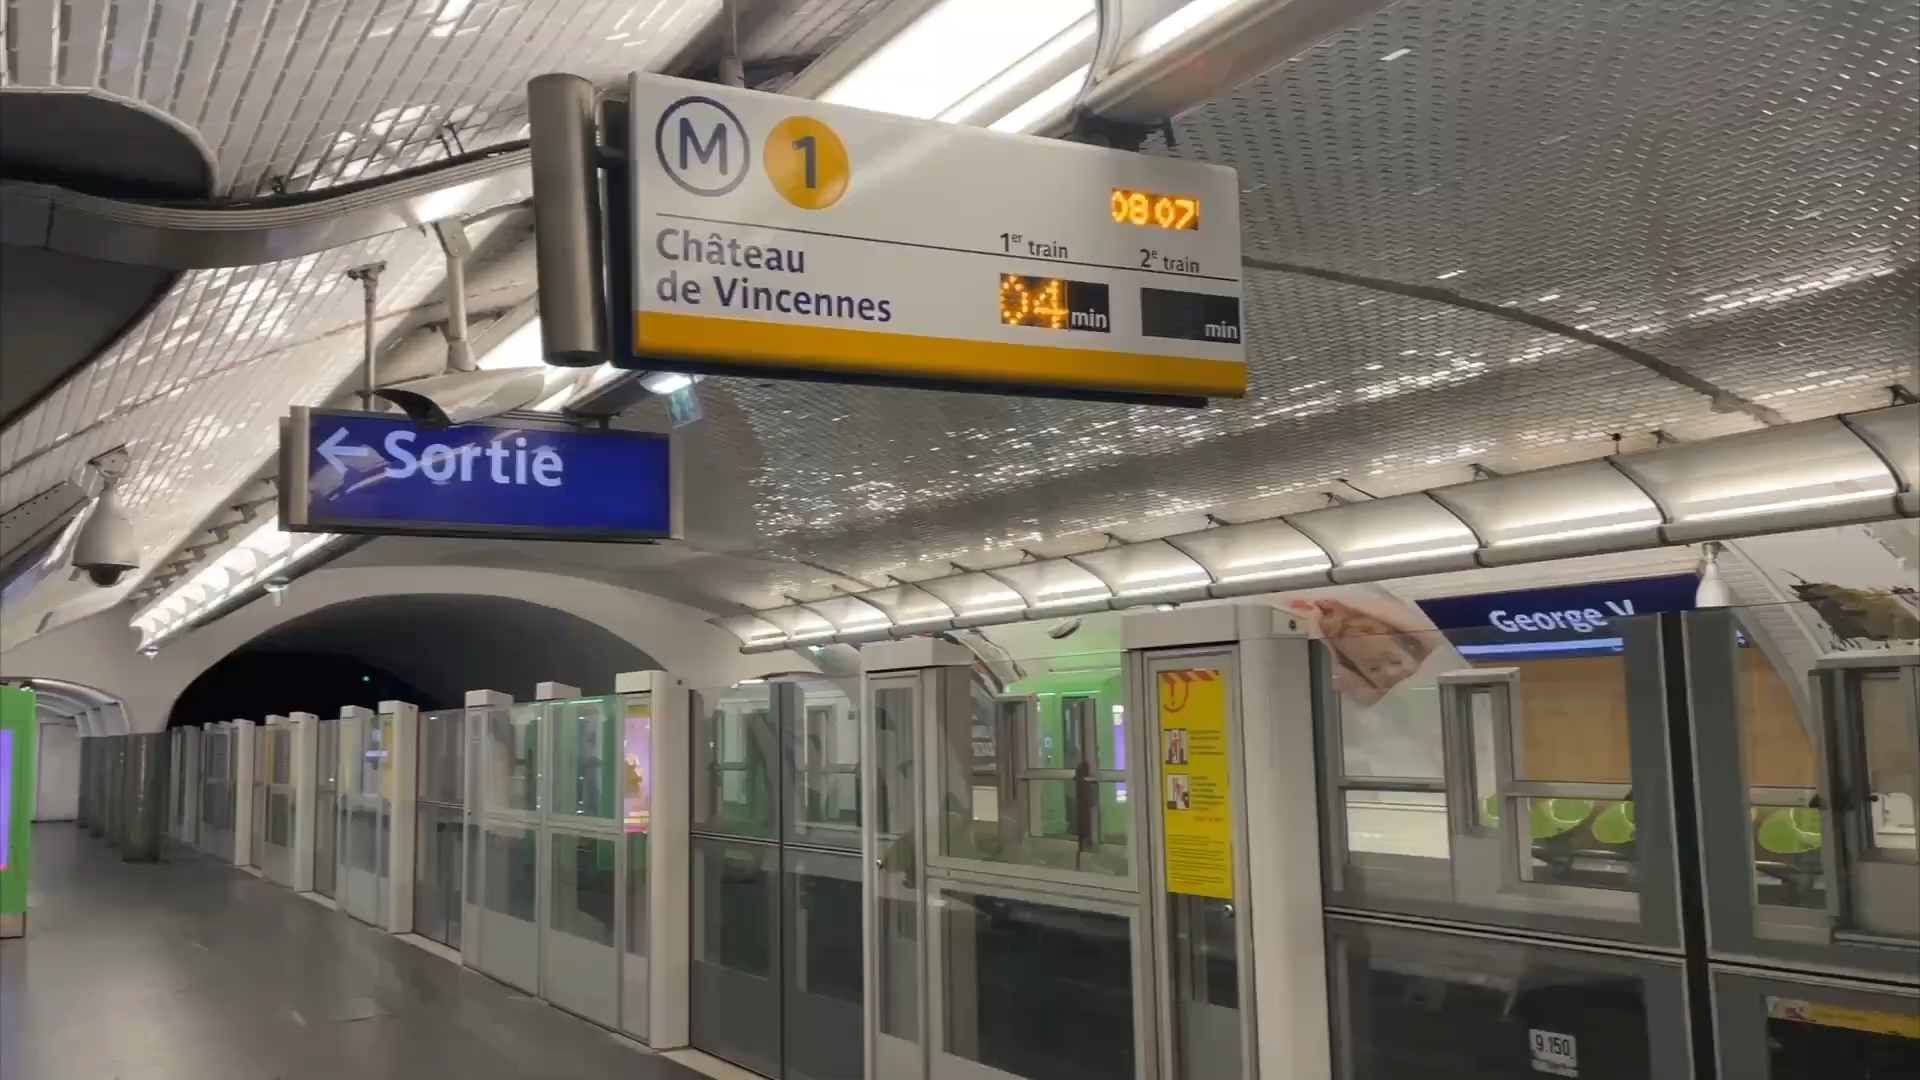 M 1
08 07
Château
de Vincennes
1er train
2e train
04 min
min
← Sortie
George V
9.150